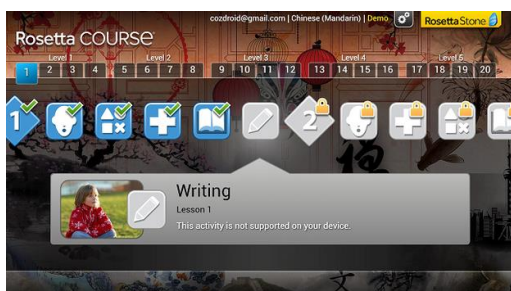 cozdroid@gmail.com | Chinese (Mandarin) | Demo
Rosetta Stone
Rosetta COURSE
Level 1 Level 2 Level 3 Level 4 Level 5
1 2 3 4 5 6 7 8 9 10 11 12 13 14 15 16 17 18 19 20
1 2
Writing
Lesson 1
This activity is not supported on your device.